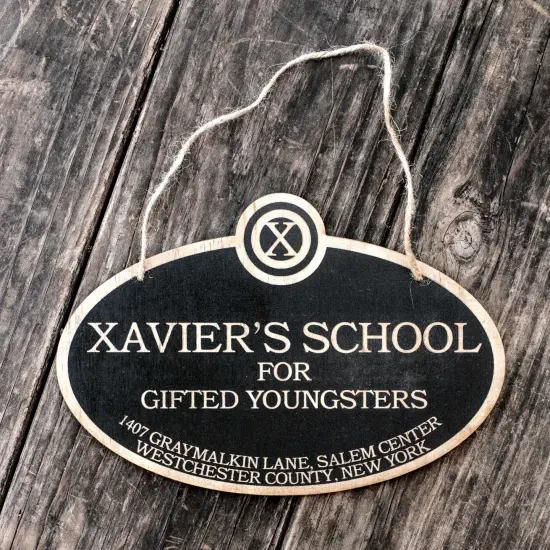 X
XAVIER'S SCHOOL
FOR
GIFTED YOUNGSTERS
1407 GRAYMALKIN LANE, SALEM CENTER
WESTCHESTER COUNTY, NEW YORK